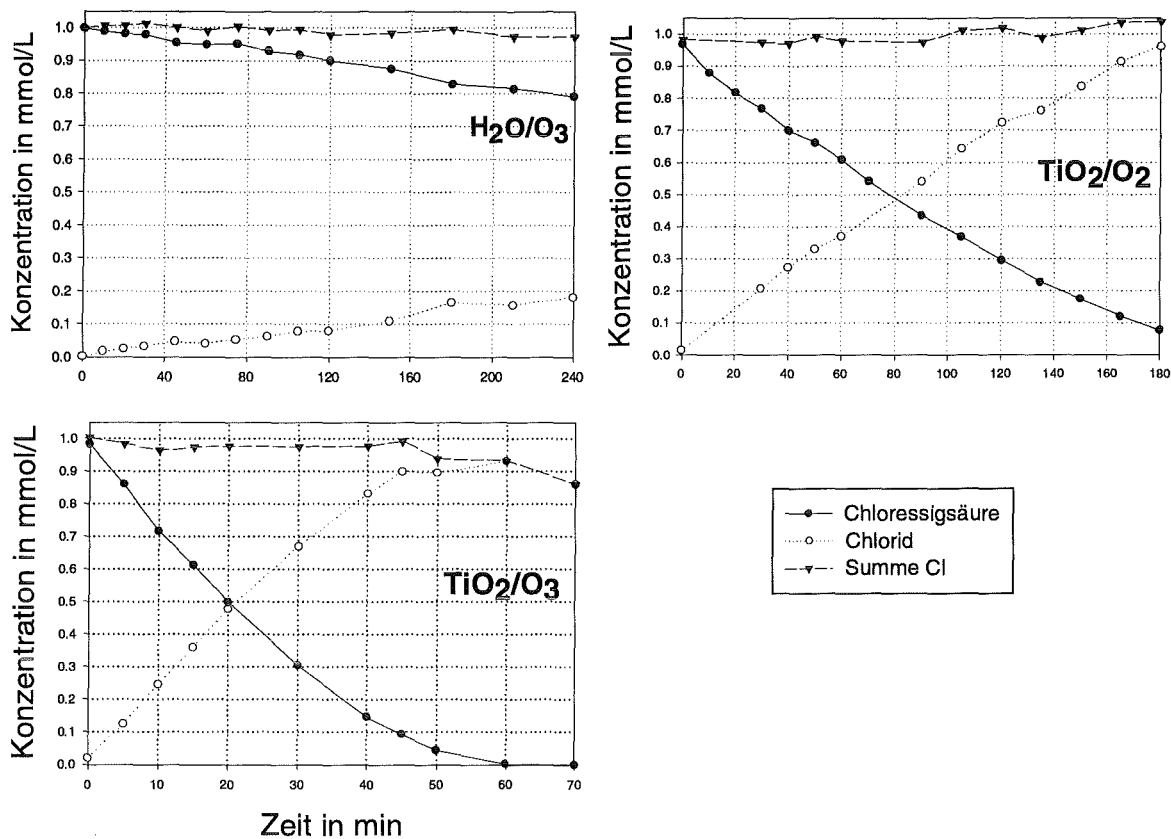 Konzentration in mmol/L
1.0
0.9
0.8
0.7
0.6
0.5
0.4
0.3
0.2
0.1
0.0
H2O/O3
0 40 80 120 160 200 240
Konzentration in mmol/L
1.0
0.9
0.8
0.7
0.6
0.5
0.4
0.3
0.2
0.1
0.0
TiO2/O2
0 20 40 60 80 100 120 140 160 180
Konzentration in mmol/L
1.0
0.9
0.8
0.7
0.6
0.5
0.4
0.3
0.2
0.1
0.0
TiO2/O3
0 10 20 30 40 50 60 70
Zeit in min
Chloressigsäure
Chlorid
Summe Cl